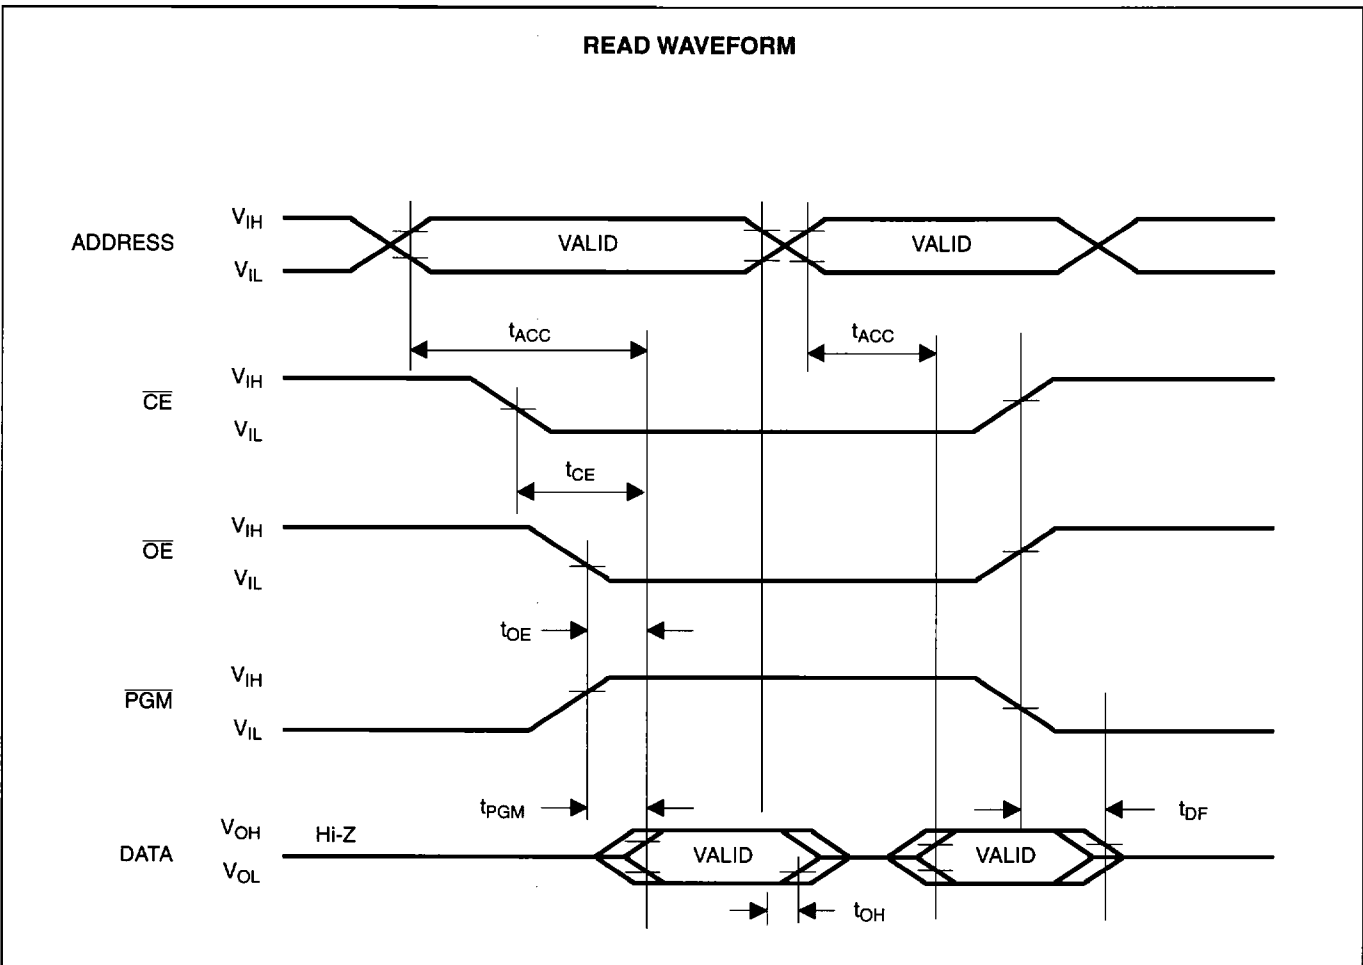 READ WAVEFORM
ADDRESS
VIH
VIL
VALID
VALID
tACC
tACC
CE
VIH
VIL
tCE
OE
VIH
VIL
tOE
PGM
VIH
VIL
tPGM
tDF
DATA
VOH
VOL
Hi-Z
VALID
VALID
tOH